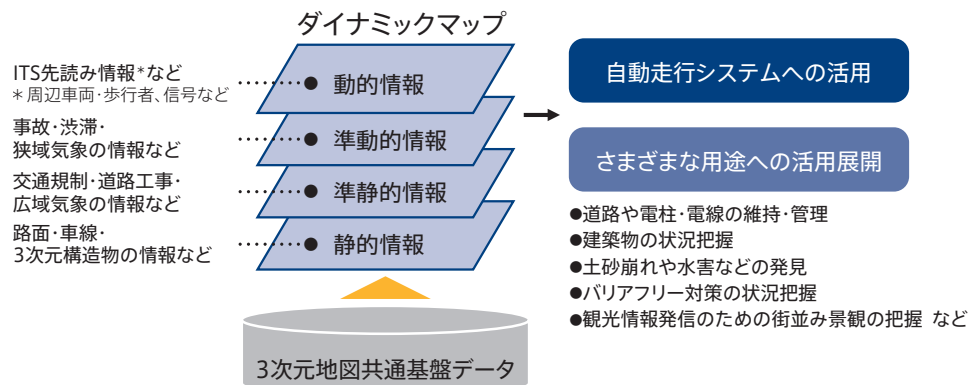 ダイナミックマップ
ITS先読み情報*など
*周辺車両・歩行者、信号など
動的情報
事故・渋滞・
狭域気象の情報など
準動的情報
交通規制・道路工事・
広域気象の情報など
準静的情報
路面・車線・
3次元構造物の情報など
静的情報
3次元地図共通基盤データ
自動走行システムへの活用
さまざまな用途への活用展開
●道路や電柱・電線の維持・管理
●建築物の状況把握
●土砂崩れや水害などの発見
●バリアフリー対策の状況把握
●観光情報発信のための街並み景観の把握 など